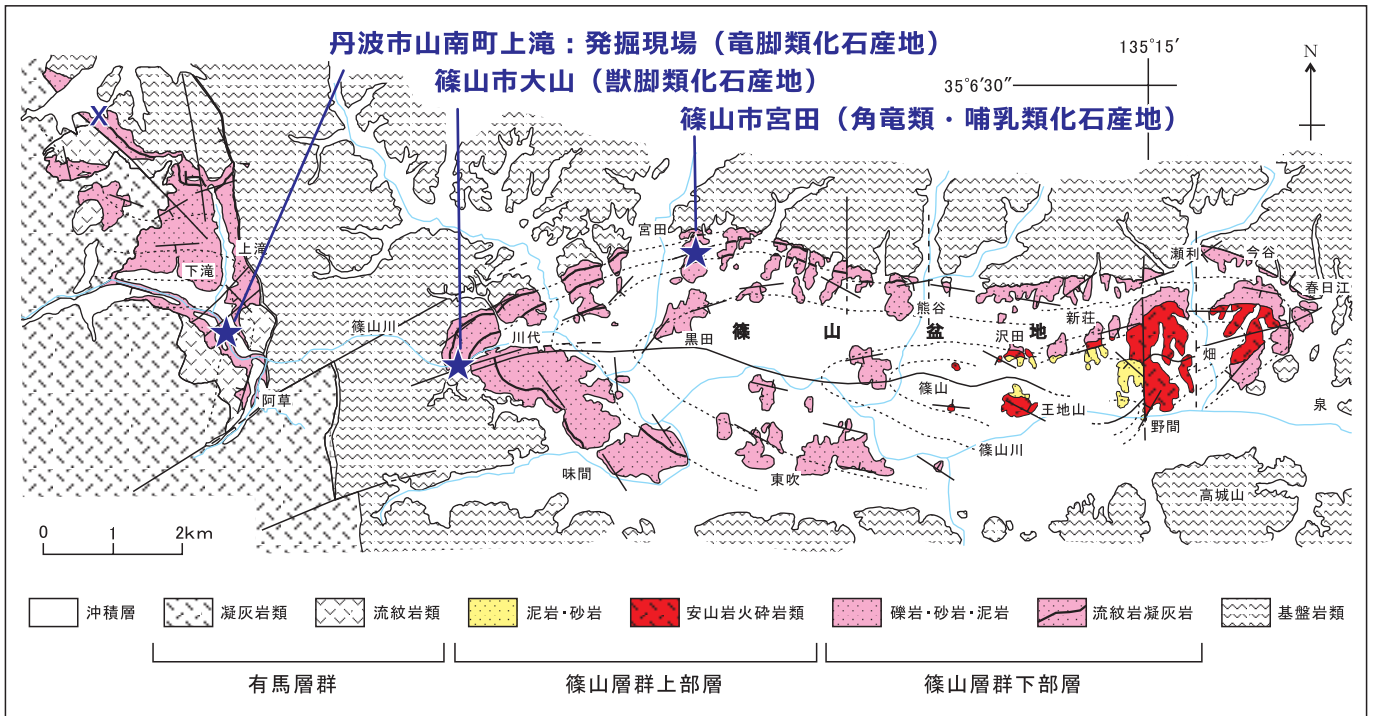 丹波市山南町上滝：発掘現場（竜脚類化石産地）
篠山市大山（獣脚類化石産地）
篠山市宮田（角竜類・哺乳類化石産地）
135°15′
35°6′30″
N
X
宮田
瀬利
今谷
上滝
下滝
春日江
篠山川
川代
黒田
篠山盆地
熊谷
沢田
新荘
畑
阿草
篠山
王地山
野間
泉
味間
東吹
篠山川
高城山
0 1 2km
沖積層 凝灰岩類 流紋岩類 泥岩・砂岩 安山岩火砕岩類 礫岩・砂岩・泥岩 流紋岩凝灰岩 基盤岩類
有馬層群 篠山層群上部層 篠山層群下部層